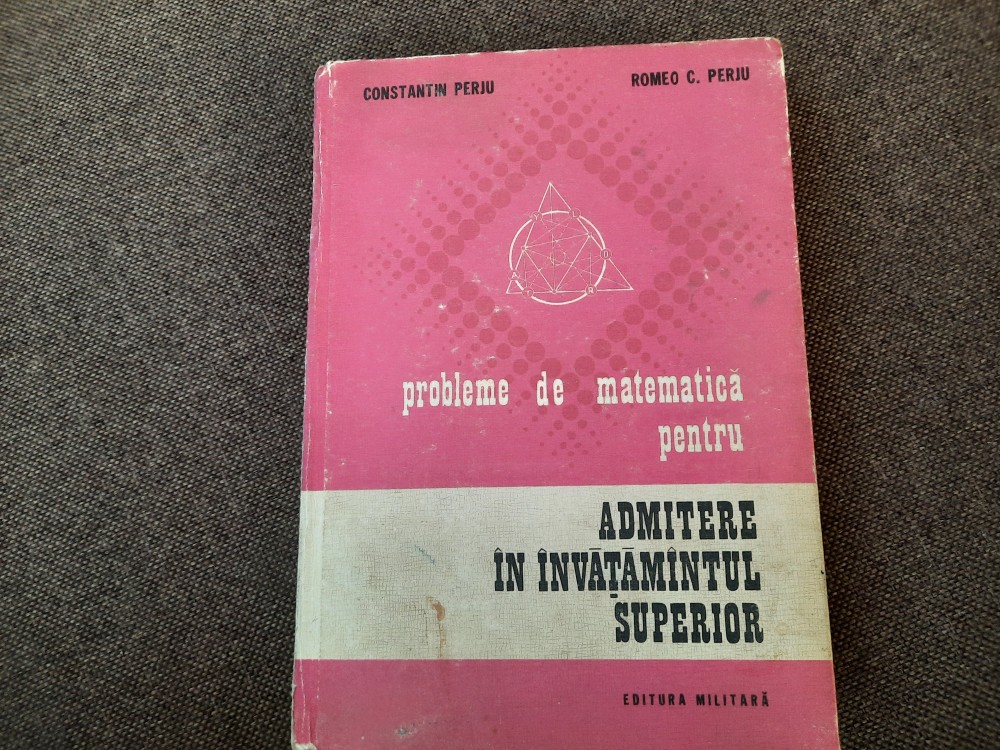 CONSTANTIN PERJU
ROMEO C. PERJU
probleme de matematică
pentru
ADMITERE
ÎN ÎNVĂȚĂMÎNTUL
SUPERIOR
EDITURA MILITARĂ